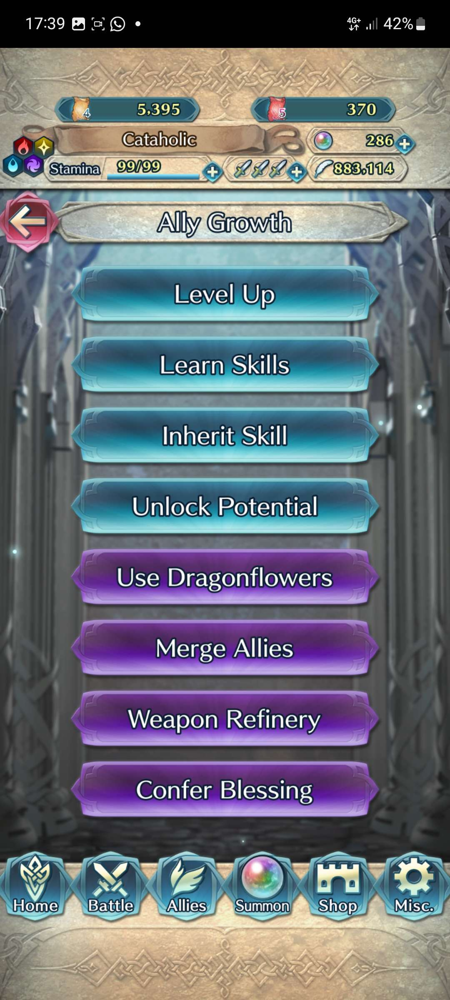 17:39
4G+ 42%
4 5,395
5 370
Cataholic
286
Stamina 99/99
883,114
Ally Growth
Level Up
Learn Skills
Inherit Skill
Unlock Potential
Use Dragonflowers
Merge Allies
Weapon Refinery
Confer Blessing
Home Battle Allies Summon Shop Misc.